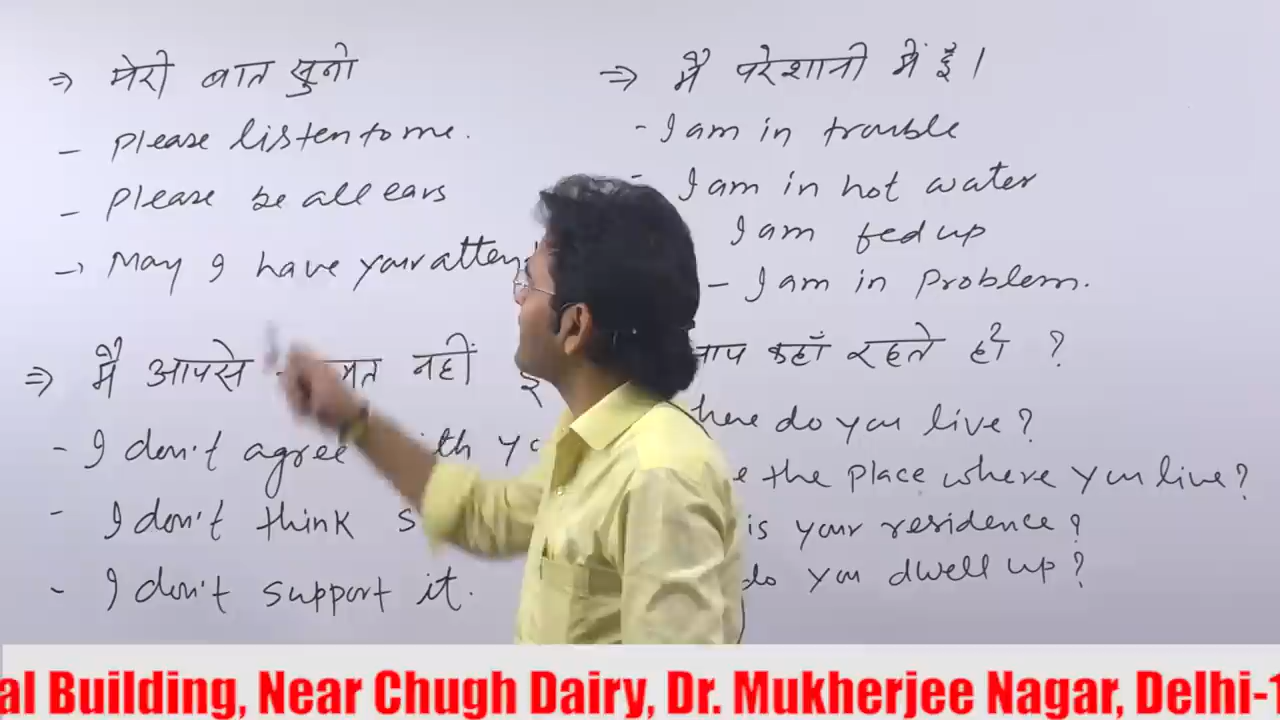 ⇒ मेरी बात सुनो
- Please listen to me.
- Please be all ears
→ May I have your atten
⇒ मैं आपसे मत नहीं
- I don't agree with yo
- I don't think s
- I don't support it.
⇒ मैं परेशानी में हूँ।
- I am in trouble
- I am in hot water
I am fed up
- I am in Problem.
आप कहाँ रहते हो ?
here do you live?
e the place where you live?
is your residence?
do you dwell up?
al Building, Near Chugh Dairy, Dr. Mukherjee Nagar, Delhi-1